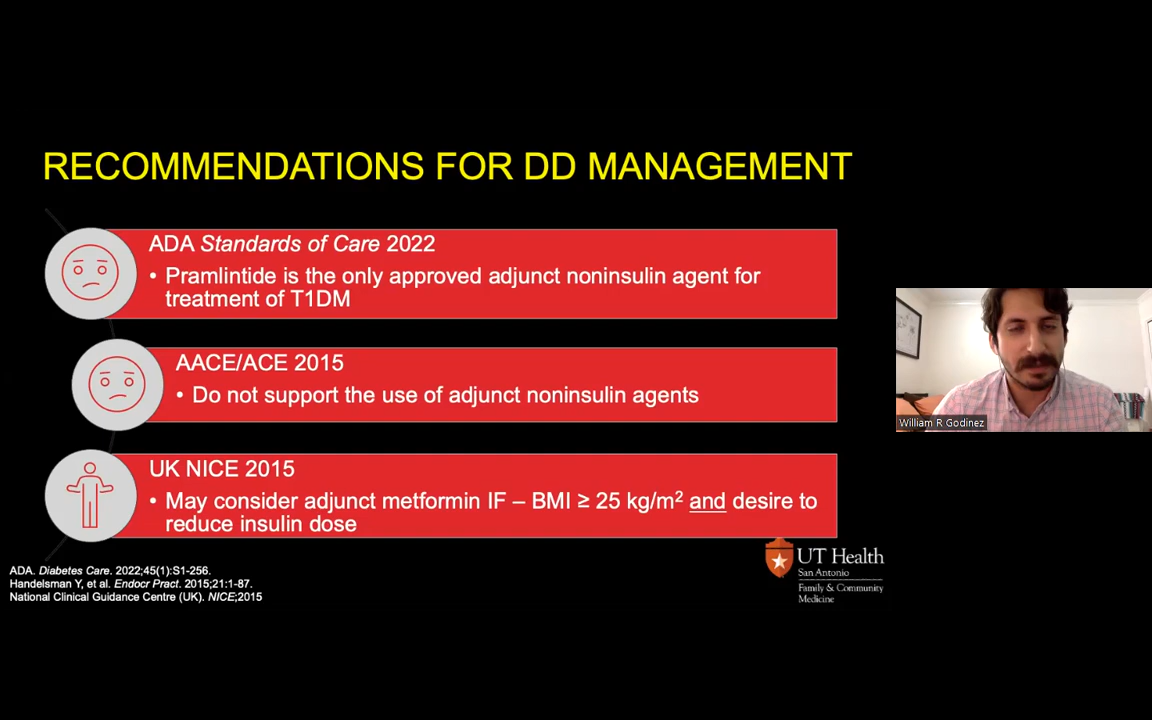 RECOMMENDATIONS FOR DD MANAGEMENT
ADA Standards of Care 2022
• Pramlintide is the only approved adjunct noninsulin agent for
treatment of T1DM
AACE/ACE 2015
• Do not support the use of adjunct noninsulin agents
UK NICE 2015
• May consider adjunct metformin IF – BMI ≥ 25 kg/m² and desire to
reduce insulin dose
ADA. Diabetes Care. 2022;45(1):S1-256.
Handelsman Y, et al. Endocr Pract. 2015;21:1-87.
National Clinical Guidance Centre (UK). NICE;2015
UT Health
San Antonio
Family & Community
Medicine
William R Godinez